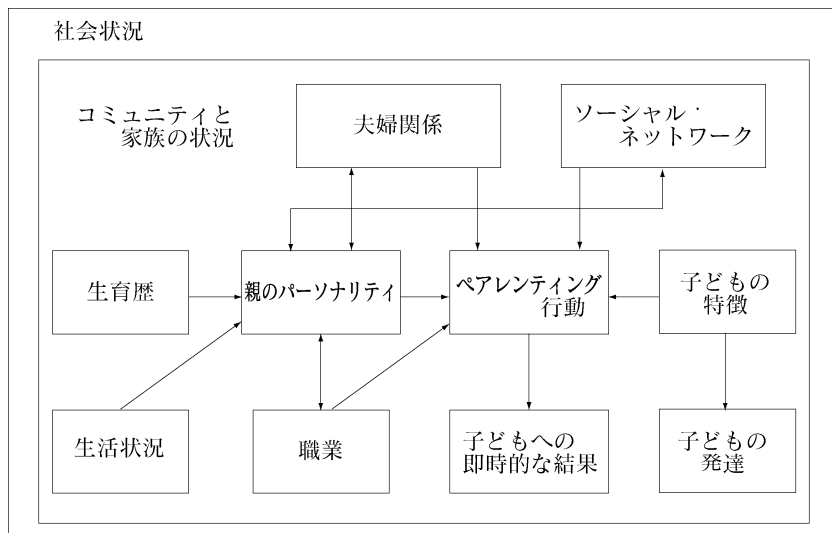 社会状況
コミュニティと
家族の状況
夫婦関係
ソーシャル・
ネットワーク
生育歴
親のパーソナリティ
ペアレンティング
行動
子どもの
特徴
生活状況
職業
子どもへの
即時的な結果
子どもの
発達